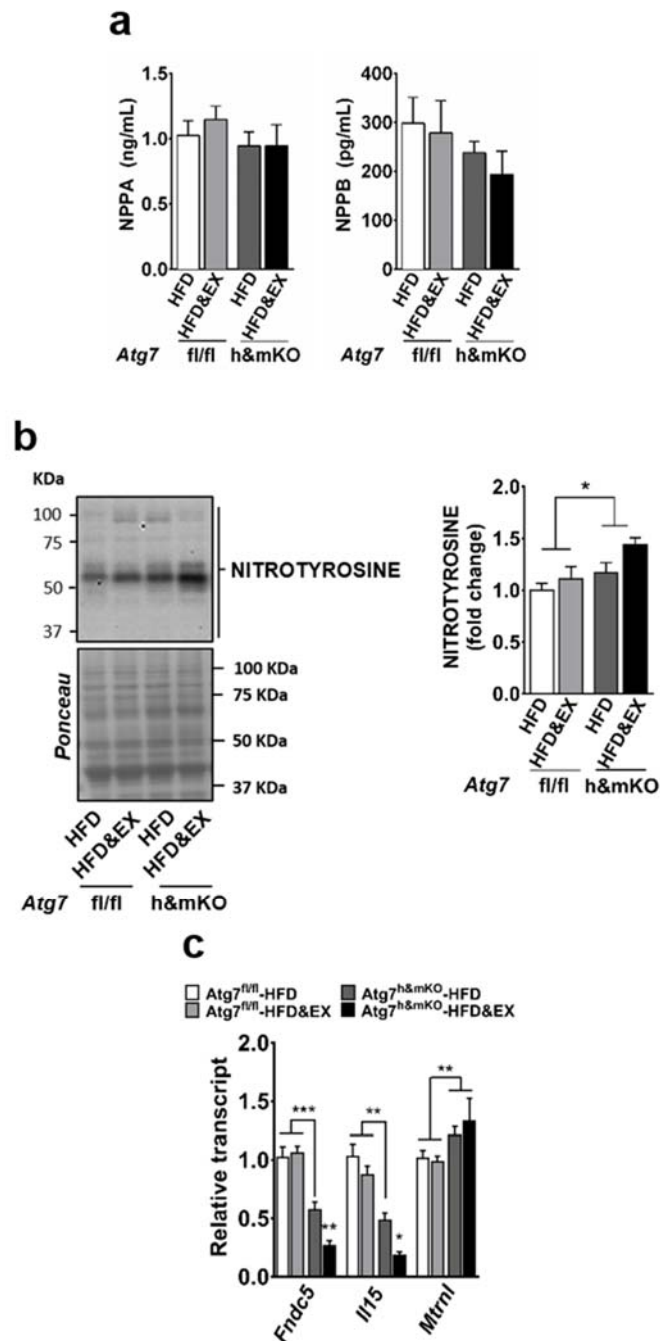 a
NPPA (ng/mL)
1.5
1.0
0.5
0.0
HFD
HFD&EX
HFD
HFD&EX
Atg7 fl/fl h&mKO
NPPB (pg/mL)
400
300
200
100
0
HFD
HFD&EX
HFD
HFD&EX
fl/fl h&mKO
b
KDa
100
75
50
37
NITROTYROSINE
Ponceau
100 KDa
75 KDa
50 KDa
37 KDa
HFD
HFD&EX
HFD
HFD&EX
Atg7 fl/fl h&mKO
NITROTYROSINE
(fold change)
2.0
1.5
1.0
0.5
0.0
*
HFD
HFD&EX
HFD
HFD&EX
Atg7 fl/fl h&mKO
c
Atg7fl/fl-HFD Atg7h&mKO-HFD
Atg7fl/fl-HFD&EX Atg7h&mKO-HFD&EX
Relative transcript
2.0
1.5
1.0
0.5
0.0
*** ** **
** *
Fndc5 Il15 Mtrnl